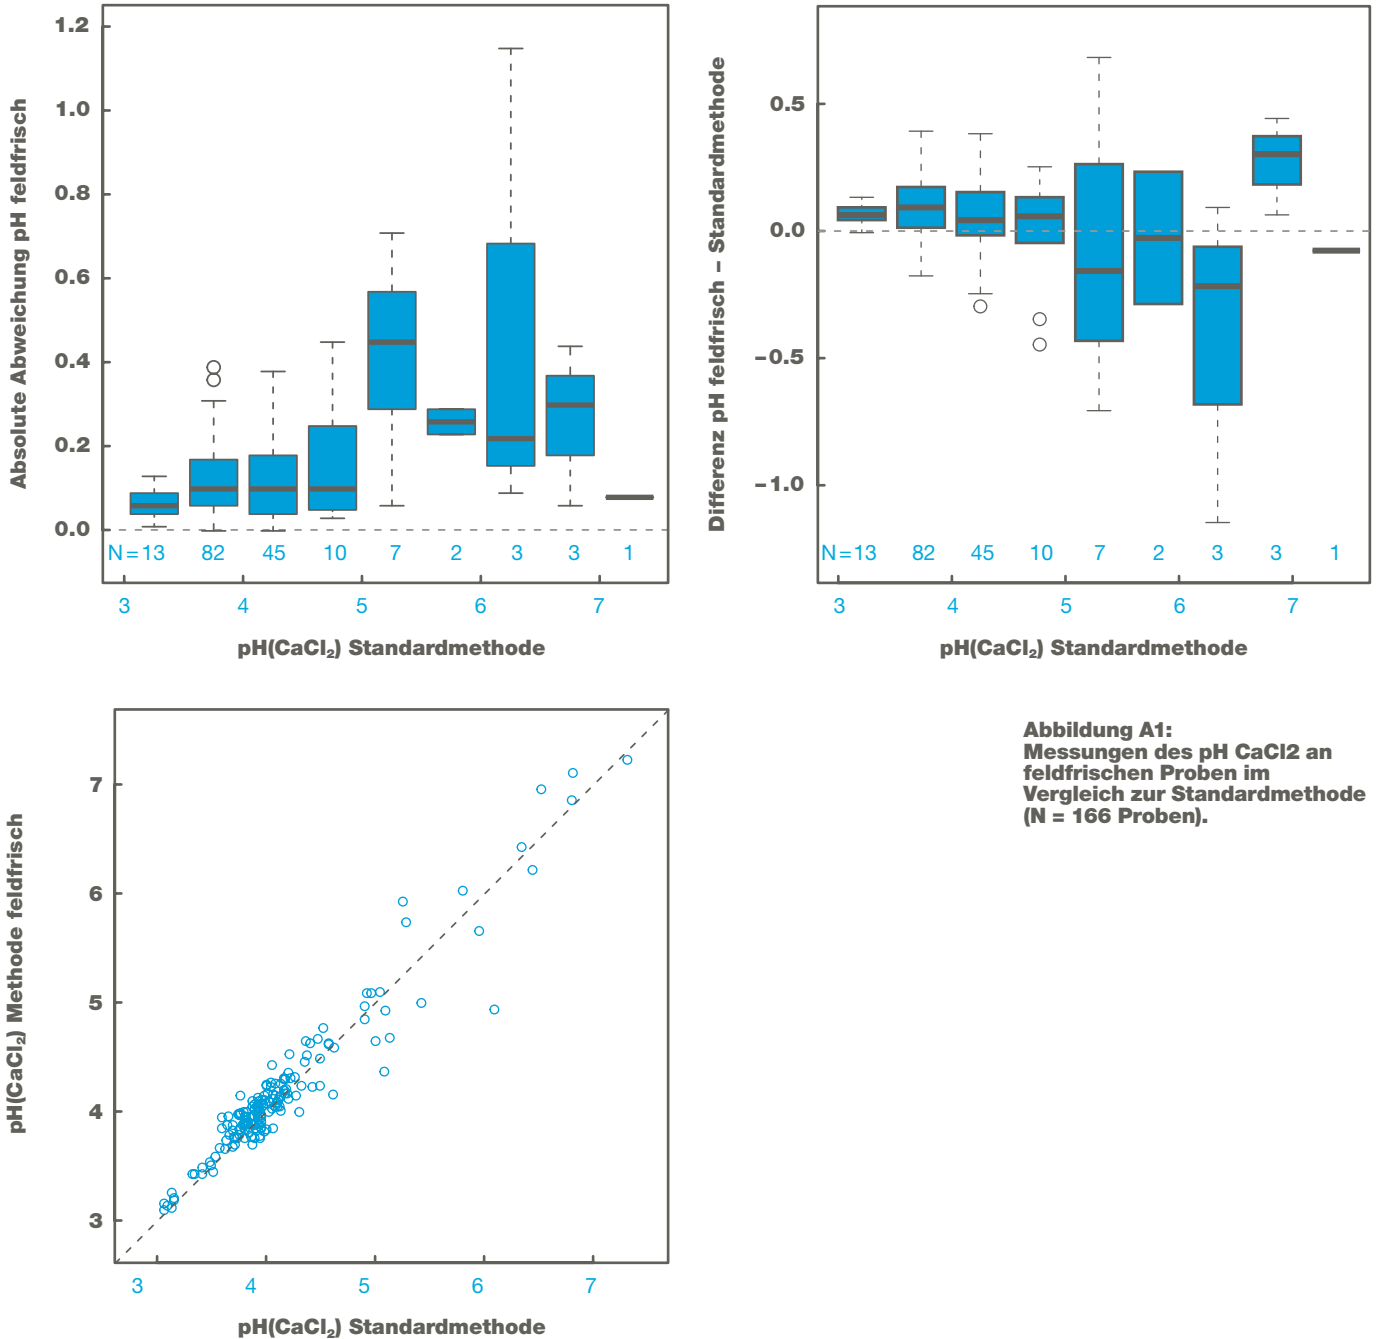 Absolute Abweichung pH feldfrisch
1.2
1.0
0.8
0.6
0.4
0.2
0.0
N = 13 82 45 10 7 2 3 3 1
3 4 5 6 7
pH(CaCl₂) Standardmethode
Differenz pH feldfrisch – Standardmethode
0.5
0.0
–0.5
–1.0
N = 13 82 45 10 7 2 3 3 1
3 4 5 6 7
pH(CaCl₂) Standardmethode
pH(CaCl₂) Methode feldfrisch
7
6
5
4
3
3 4 5 6 7
pH(CaCl₂) Standardmethode
Abbildung A1:
Messungen des pH CaCl2 an
feldfrischen Proben im
Vergleich zur Standardmethode
(N = 166 Proben).